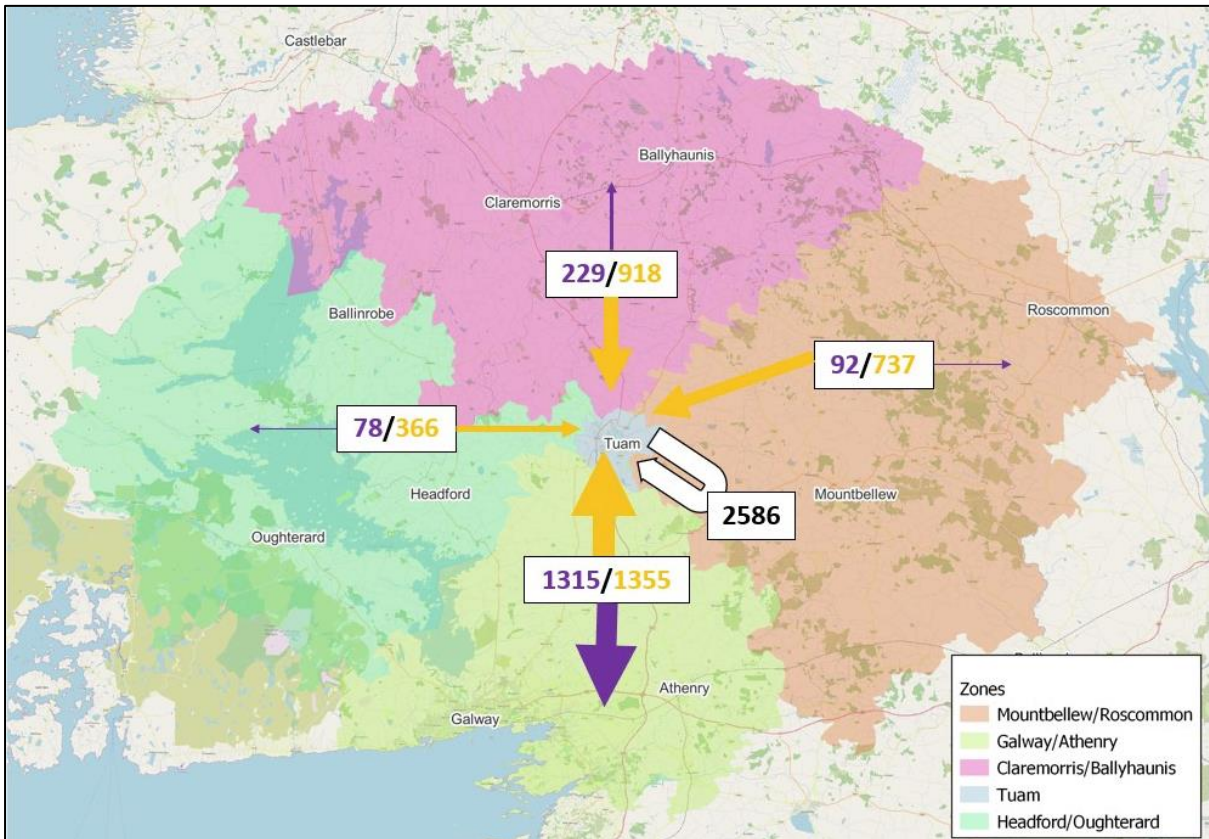 Castlebar
Ballyhaunis
Claremorris
229/918
Ballinrobe
Roscommon
92/737
78/366
Tuam
Headford
Mountbellew
2586
Oughterard
1315/1355
Athenry
Galway
Zones
Mountbellew/Roscommon
Galway/Athenry
Claremorris/Ballyhaunis
Tuam
Headford/Oughterard